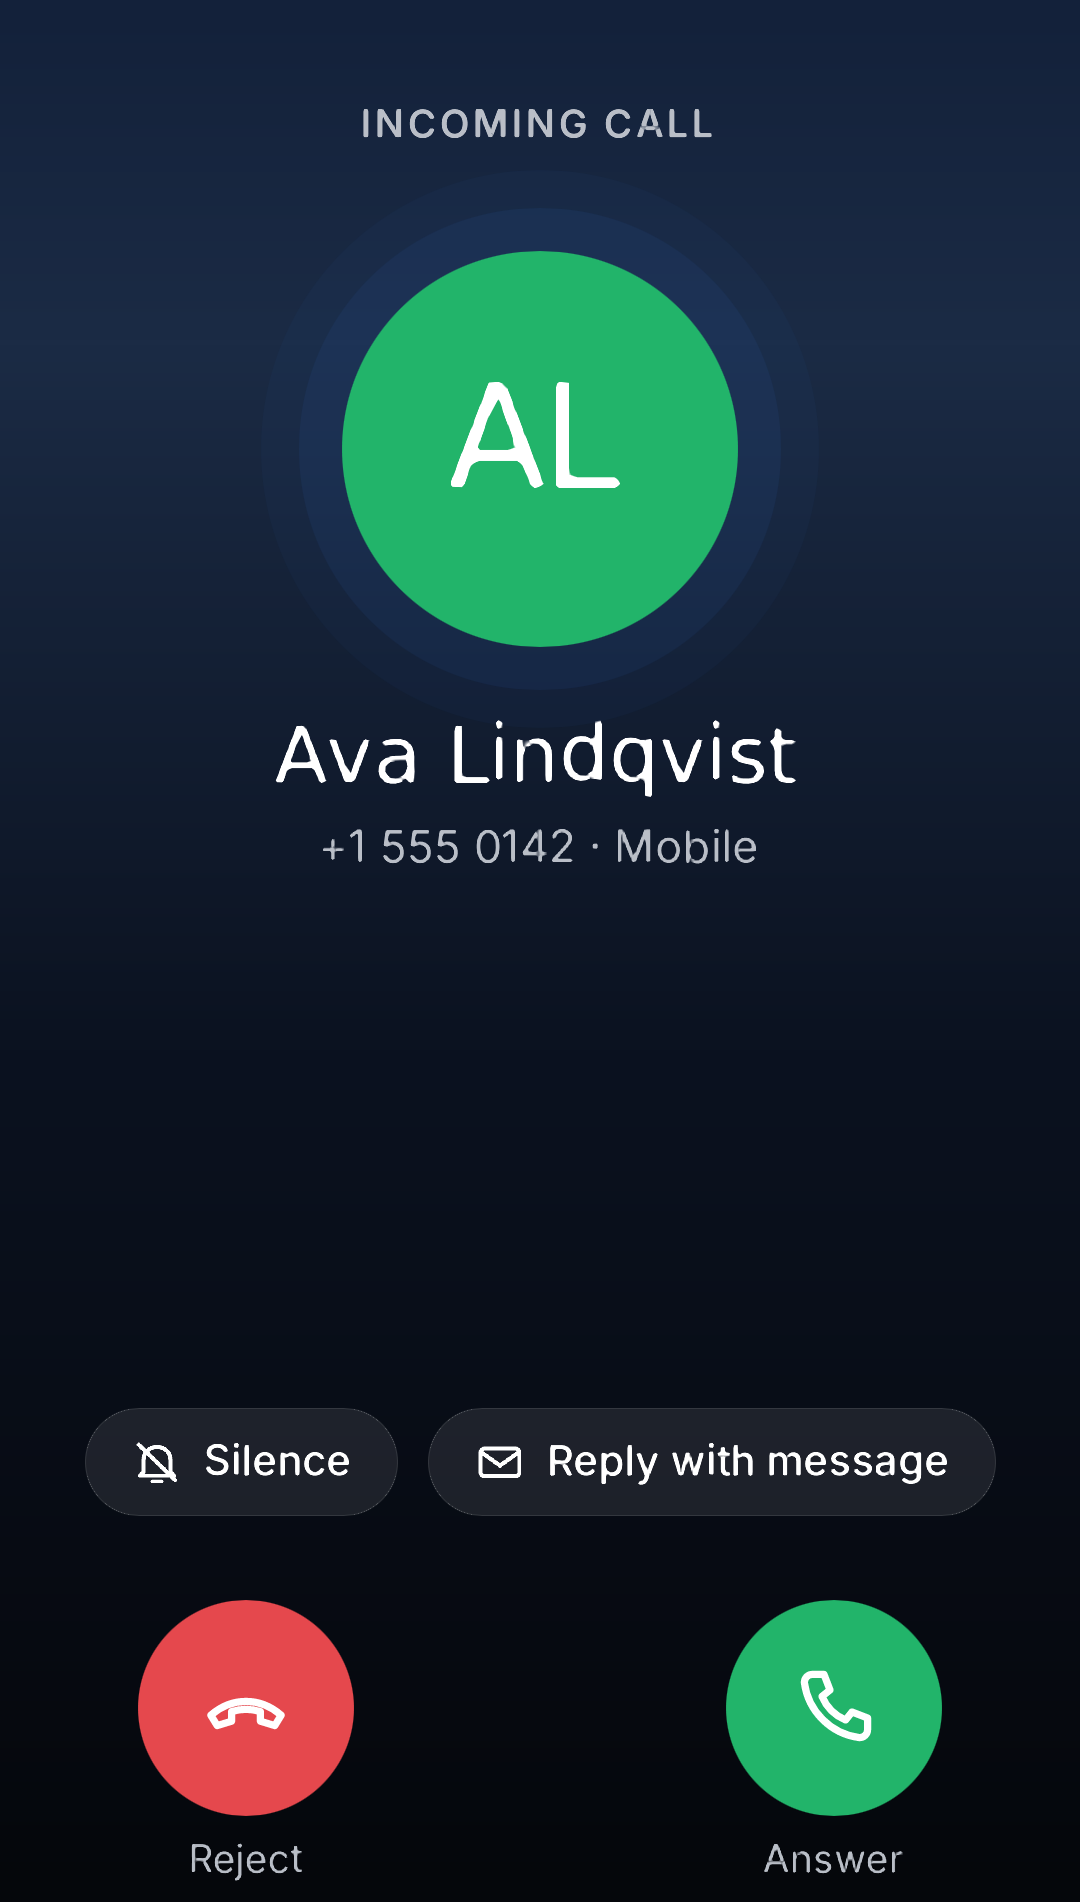 INCOMING CALL
AL
Ava Lindqvist
+1 555 0142 · Mobile
Silence
Reply with message
Reject
Answer